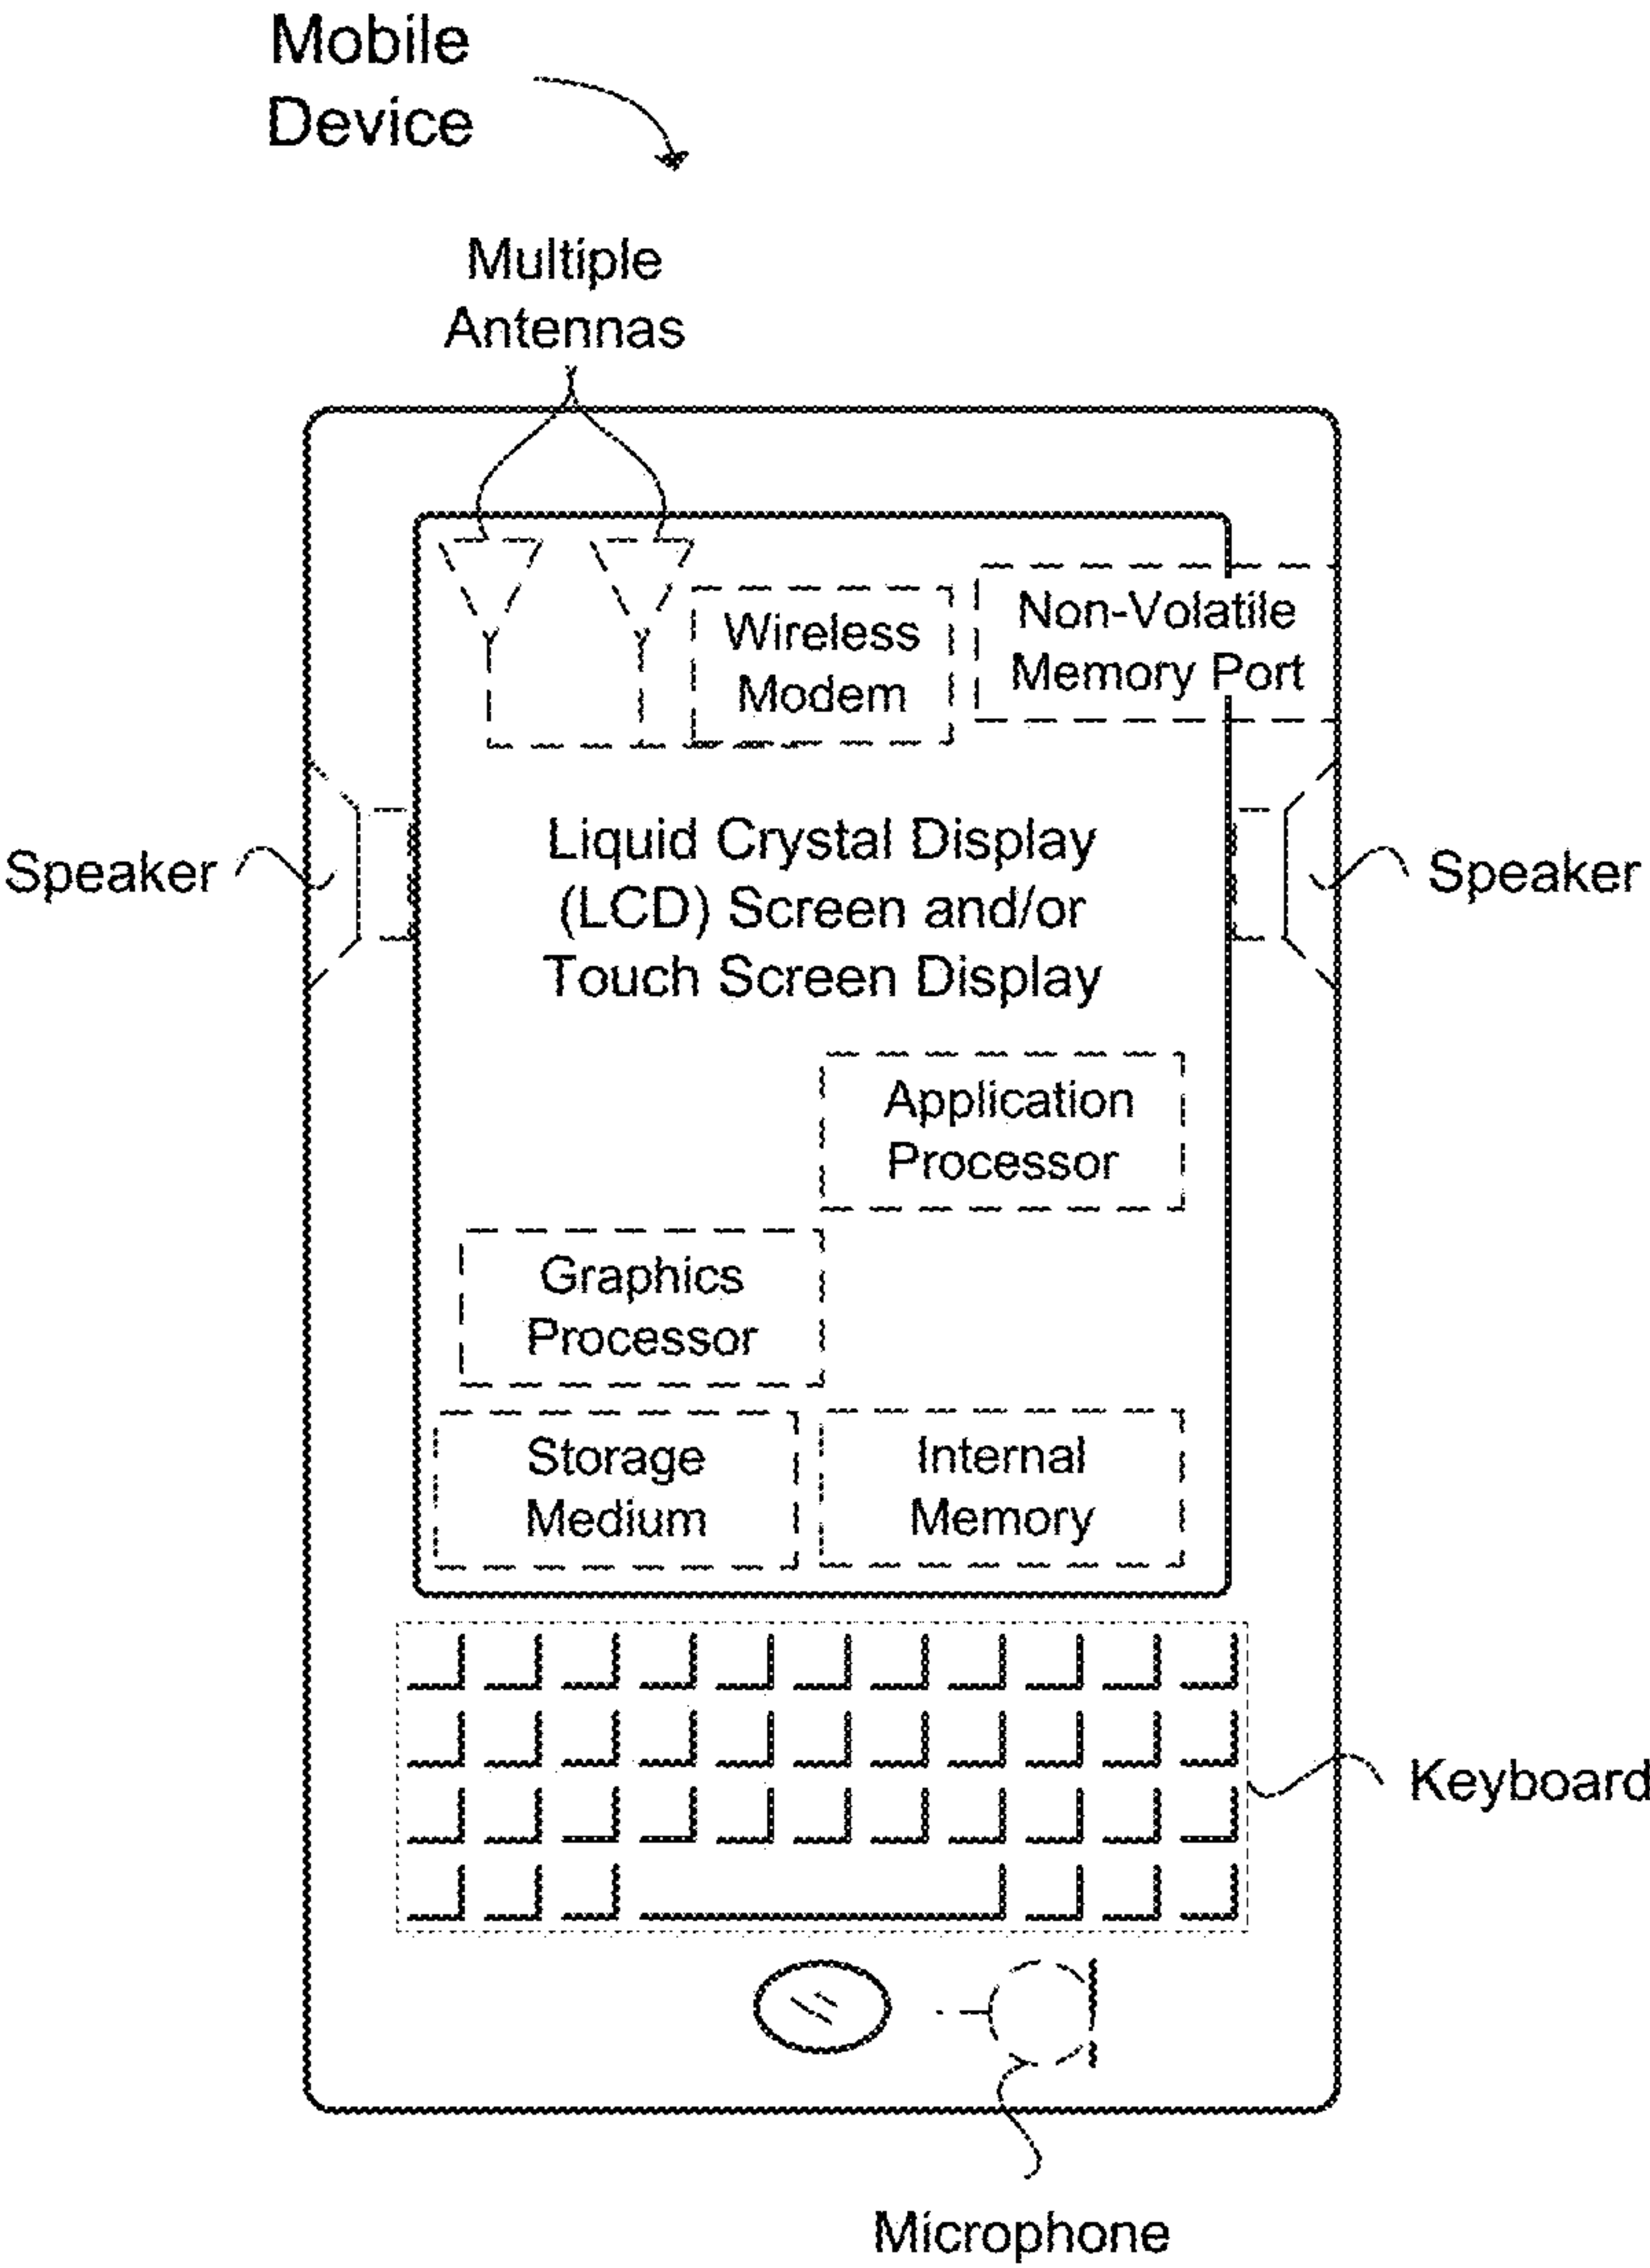 Mobile
Device
Multiple
Antennas
Wireless
Modem
Non-Volatile
Memory Port
Speaker
Liquid Crystal Display
(LCD) Screen and/or
Touch Screen Display
Speaker
Application
Processor
Graphics
Processor
Storage
Medium
Internal
Memory
Keyboard
Microphone